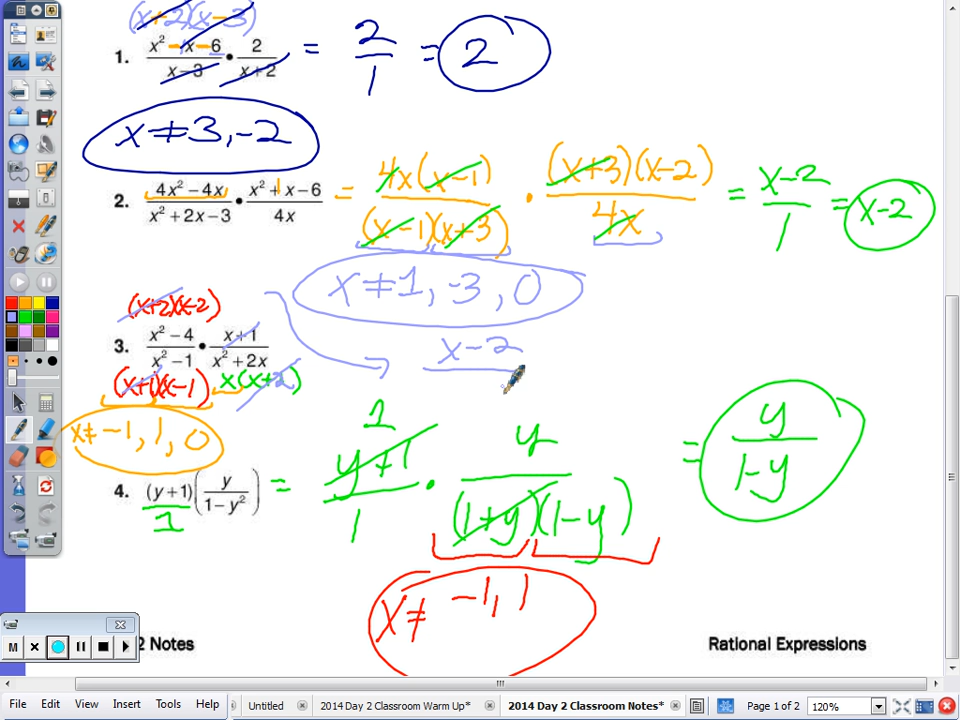 (x+2)(x-3)
1. x² - x - 6 / x - 3 • 2 / x + 2 = 2/1 = 2
x ≠ 3, -2
2. 4x² - 4x / x² + 2x - 3 • x² + x - 6 / 4x = 4x(x-1) / (x-1)(x+3) • (x+3)(x-2) / 4x = x-2 / 1 = x-2
x ≠ 1, -3, 0
(x+2)(x-2)
3. x² - 4 / x² - 1 • x + 1 / x² + 2x
x-2
(x+1)(x-1) x(x+2)
x ≠ -1, 1, 0
1
4. (y + 1) / 1 (y / 1 - y²) = y+1 / 1 • y / (1+y)(1-y) = y / 1-y
x ≠ -1, 1
2 Notes Rational Expressions
M
File Edit View Insert Tools Help Untitled 2014 Day 2 Classroom Warm Up* 2014 Day 2 Classroom Notes* Page 1 of 2 120%